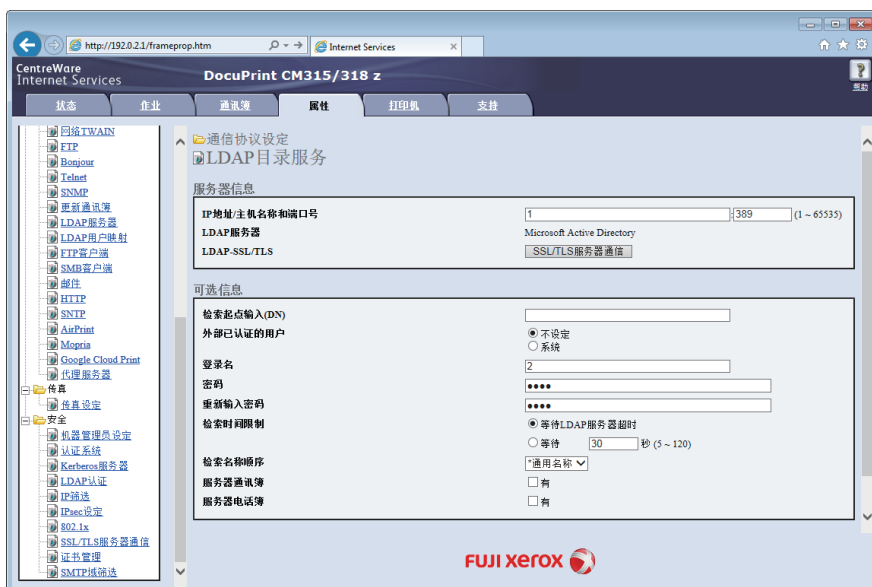 http://192.0.2.1/frameprop.htm
Internet Services
CentreWare
Internet Services
DocuPrint CM315/318 z
帮助
状态
作业
通讯簿
属性
打印机
支持
网络TWAIN
FTP
Bonjour
Telnet
SNMP
更新通讯簿
LDAP服务器
LDAP用户映射
FTP客户端
SMB客户端
邮件
HTTP
SNTP
AirPrint
Mopria
Google Cloud Print
代理服务器
传真
传真设定
安全
机器管理员设定
认证系统
Kerberos服务器
LDAP认证
IP筛选
IPsec设定
802.1x
SSL/TLS服务器通信
证书管理
SMTP域筛选
通信协议设定
LDAP目录服务
服务器信息
IP地址/主机名称和端口号 1 :389 (1 ~ 65535)
LDAP服务器 Microsoft Active Directory
LDAP-SSL/TLS SSL/TLS服务器通信
可选信息
检索起点输入(DN)
外部已认证的用户 不设定
系统
登录名 2
密码 ••••
重新输入密码 ••••
检索时间限制 等待LDAP服务器超时
等待 30 秒 (5 ~ 120)
检索名称顺序 *通用名称
服务器通讯簿 有
服务器电话簿 有
FUJI XEROX